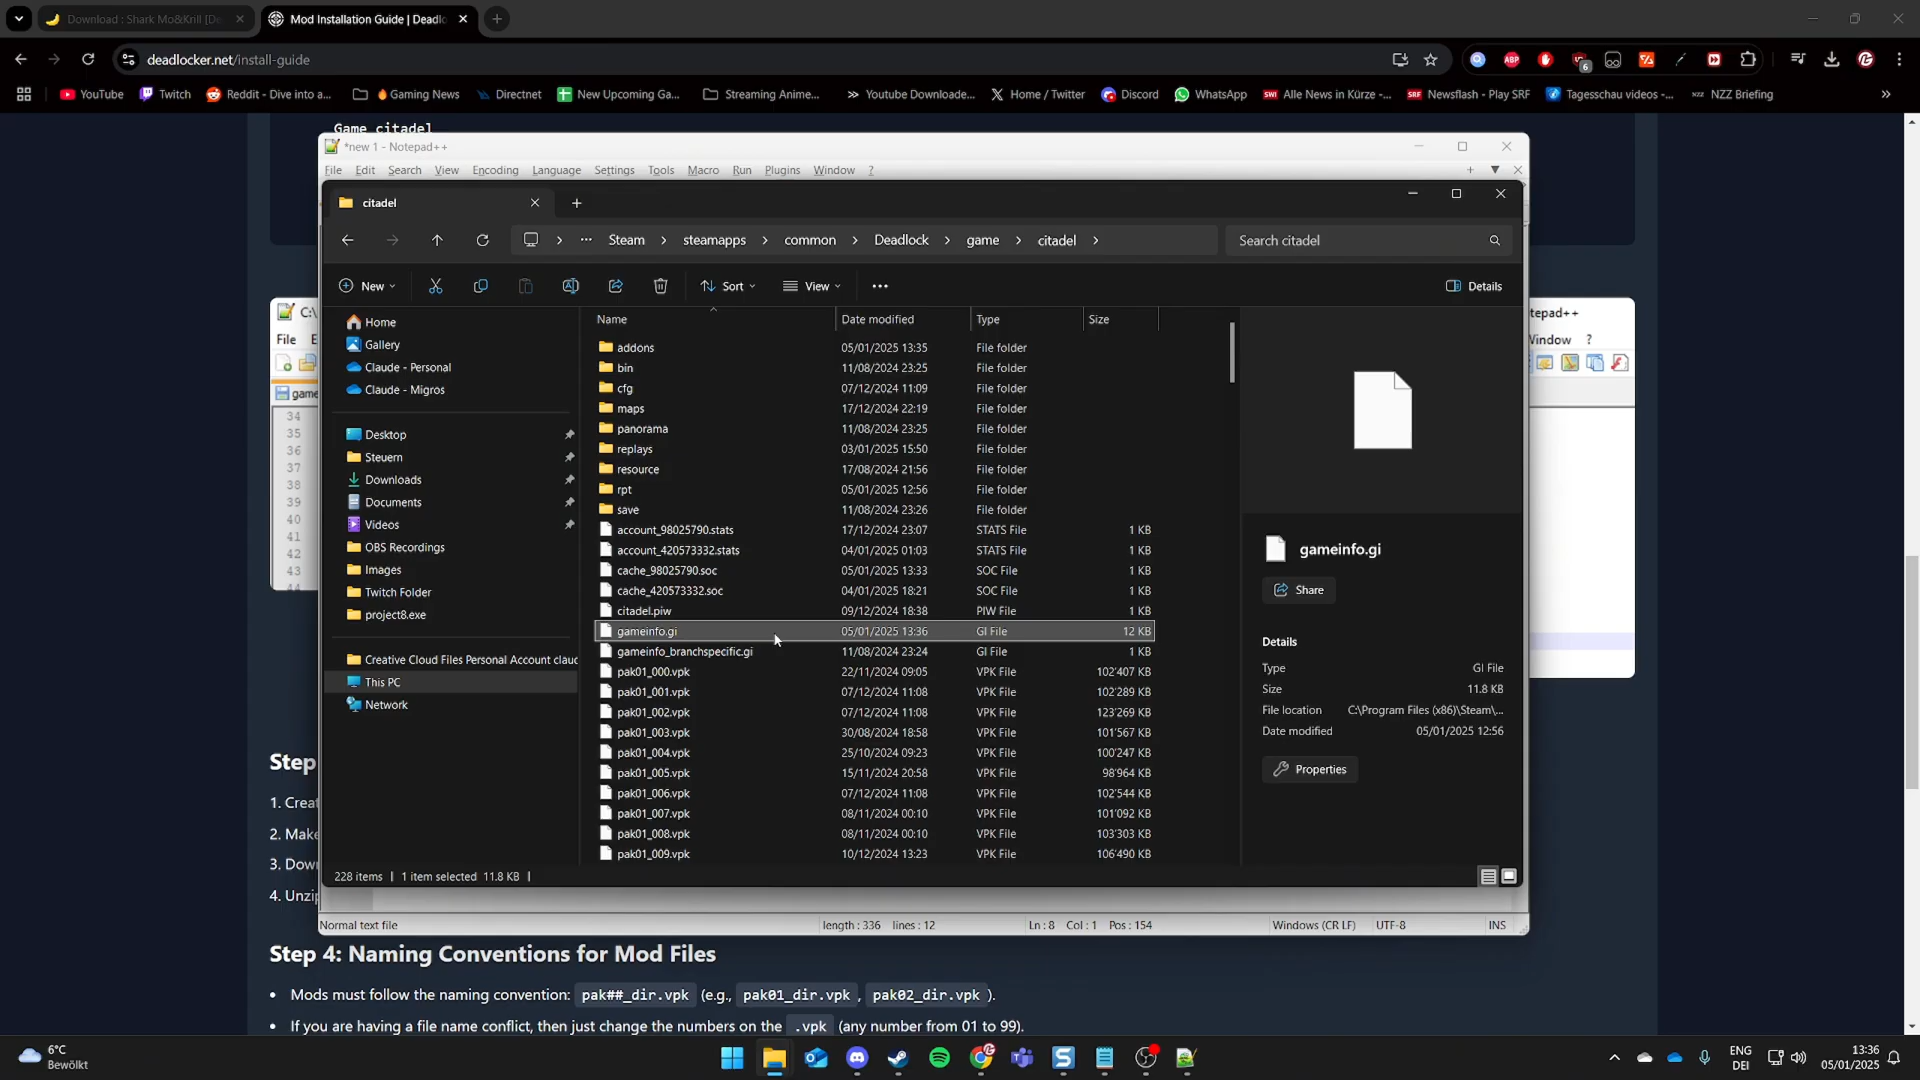 Download : Shark Mo&Krill [De
Mod Installation Guide | Deadlo
deadlocker.net/install-guide
6
YouTube
Twitch
Reddit - Dive into a...
Gaming News
Directnet
New Upcoming Ga...
Streaming Anime...
Youtube Downloade...
Home / Twitter
Discord
WhatsApp
Alle News in Kürze -...
Newsflash - Play SRF
Tagesschau videos -...
NZZ Briefing
Game citadel
*new 1 - Notepad++
File Edit Search View Encoding Language Settings Tools Macro Run Plugins Window ?
citadel
Steam > steamapps > common > Deadlock > game > citadel >
Search citadel
New
Sort
View
Details
C:\
File E
game
34
35
36
37
38
39
40
41
42
43
44
tepad++
Window ?
Home
Gallery
Claude - Personal
Claude - Migros
Desktop
Steuern
Downloads
Documents
Videos
OBS Recordings
Images
Twitch Folder
project8.exe
Creative Cloud Files Personal Account clauc
This PC
Network
Name Date modified Type Size
addons 05/01/2025 13:35 File folder
bin 11/08/2024 23:25 File folder
cfg 07/12/2024 11:09 File folder
maps 17/12/2024 22:19 File folder
panorama 11/08/2024 23:25 File folder
replays 03/01/2025 15:50 File folder
resource 17/08/2024 21:56 File folder
rpt 05/01/2025 12:56 File folder
save 11/08/2024 23:26 File folder
account_98025790.stats 17/12/2024 23:07 STATS File 1 KB
account_420573332.stats 04/01/2025 01:03 STATS File 1 KB
cache_98025790.soc 05/01/2025 13:33 SOC File 1 KB
cache_420573332.soc 04/01/2025 18:21 SOC File 1 KB
citadel.piw 09/12/2024 18:38 PIW File 1 KB
gameinfo.gi 05/01/2025 13:36 GI File 12 KB
gameinfo_branchspecific.gi 11/08/2024 23:24 GI File 1 KB
pak01_000.vpk 22/11/2024 09:05 VPK File 102'407 KB
pak01_001.vpk 07/12/2024 11:08 VPK File 102'289 KB
pak01_002.vpk 07/12/2024 11:08 VPK File 123'269 KB
pak01_003.vpk 30/08/2024 18:58 VPK File 101'567 KB
pak01_004.vpk 25/10/2024 09:23 VPK File 100'247 KB
pak01_005.vpk 15/11/2024 20:58 VPK File 98'964 KB
pak01_006.vpk 07/12/2024 11:08 VPK File 102'544 KB
pak01_007.vpk 08/11/2024 00:10 VPK File 101'092 KB
pak01_008.vpk 08/11/2024 00:10 VPK File 103'303 KB
pak01_009.vpk 10/12/2024 13:23 VPK File 106'490 KB
gameinfo.gi
Share
Details
Type GI File
Size 11.8 KB
File location C:\Program Files (x86)\Steam\...
Date modified 05/01/2025 12:56
Properties
228 items | 1 item selected 11.8 KB |
Step
1. Creat
2. Make
3. Down
4. Unzip
Normal text file length : 336 lines : 12 Ln : 8 Col : 1 Pos : 154 Windows (CR LF) UTF-8 INS
Step 4: Naming Conventions for Mod Files
Mods must follow the naming convention: pak##_dir.vpk (e.g., pak01_dir.vpk , pak02_dir.vpk ).
If you are having a file name conflict, then just change the numbers on the .vpk (any number from 01 to 99).
6°C
Bewölkt
ENG
DEI
13:36
05/01/2025